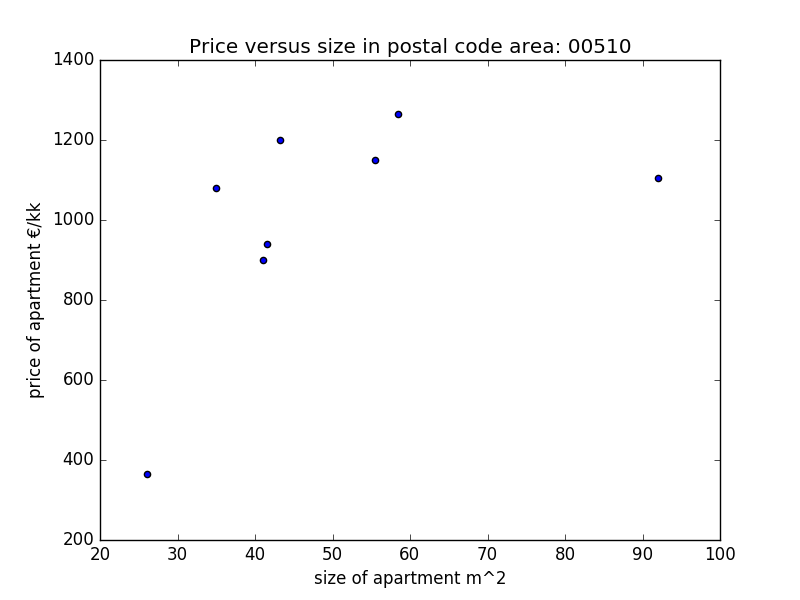 Price versus size in postal code area: 00510
1400
1200
1000
800
600
400
200
price of apartment €/kk
20 30 40 50 60 70 80 90 100
size of apartment m^2